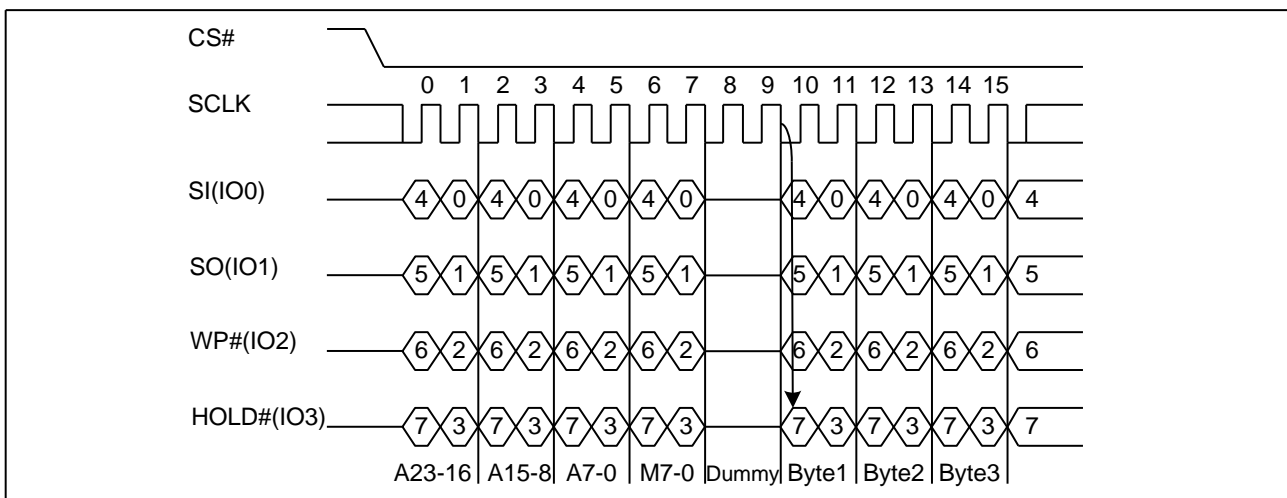 CS#
SCLK
0 1 2 3 4 5 6 7 8 9 10 11 12 13 14 15
SI(IO0)
4 0 4 0 4 0 4 0 4 0 4 0 4 0 4
SO(IO1)
5 1 5 1 5 1 5 1 5 1 5 1 5 1 5
WP#(IO2)
6 2 6 2 6 2 6 2 6 2 6 2 6 2 6
HOLD#(IO3)
7 3 7 3 7 3 7 3 7 3 7 3 7 3 7
A23-16 A15-8 A7-0 M7-0 Dummy Byte1 Byte2 Byte3